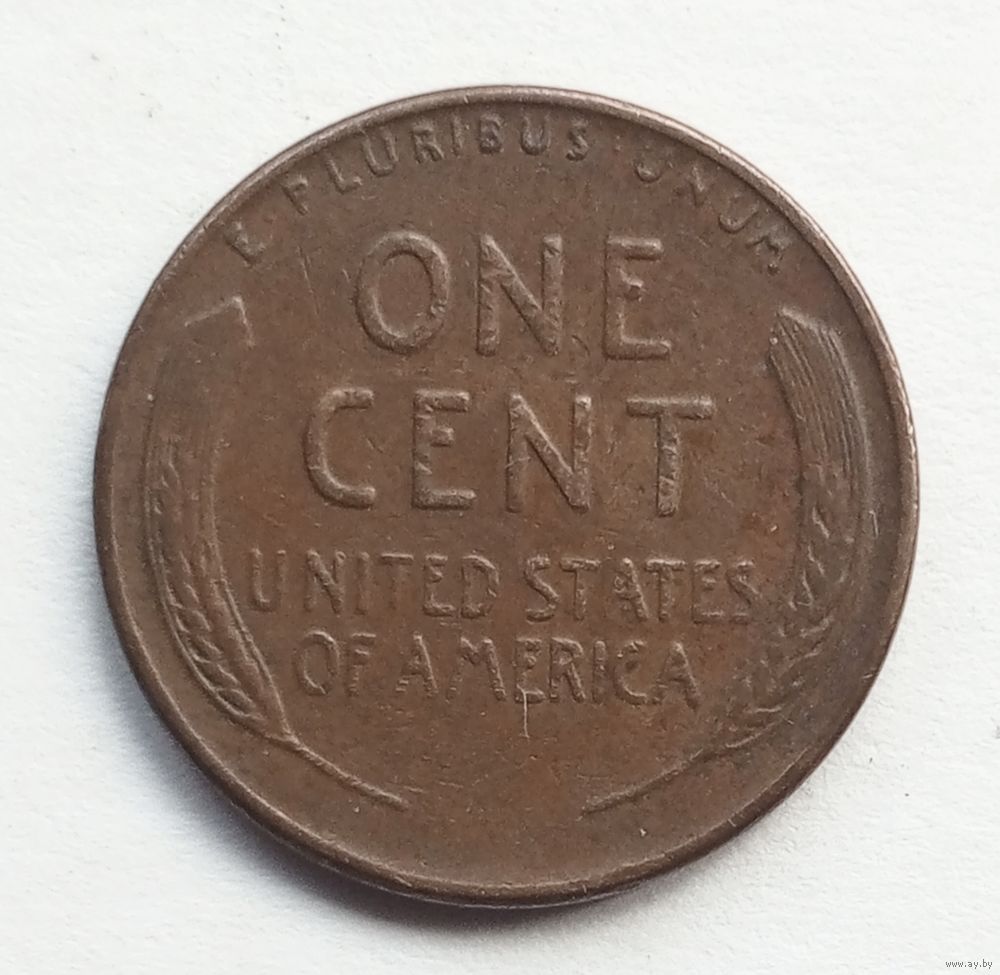 E · PLURIBUS · UNUM
ONE
CENT
UNITED STATES
OF AMERICA
www.ay.by